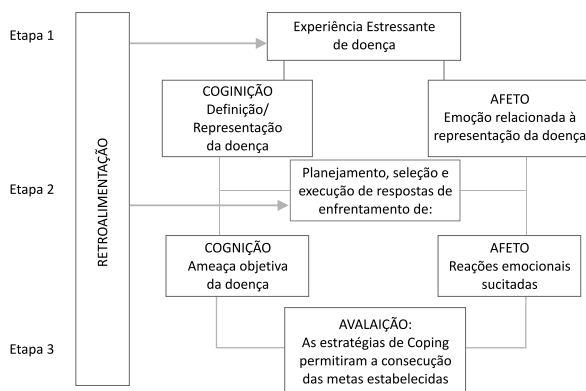 Etapa 1
Experiência Estressante
de doença
COGINIÇÃO
Definição/
Representação
da doença
AFETO
Emoção relacionada à
representação da doença
RETROALIMENTAÇÃO
Etapa 2
Planejamento, seleção e
execução de respostas de
enfrentamento de:
COGNIÇÃO
Ameaça objetiva
da doença
AFETO
Reações emocionais
sucitadas
Etapa 3
AVALAIÇÃO:
As estratégias de Coping
permitiram a consecução
das metas estabelecidas